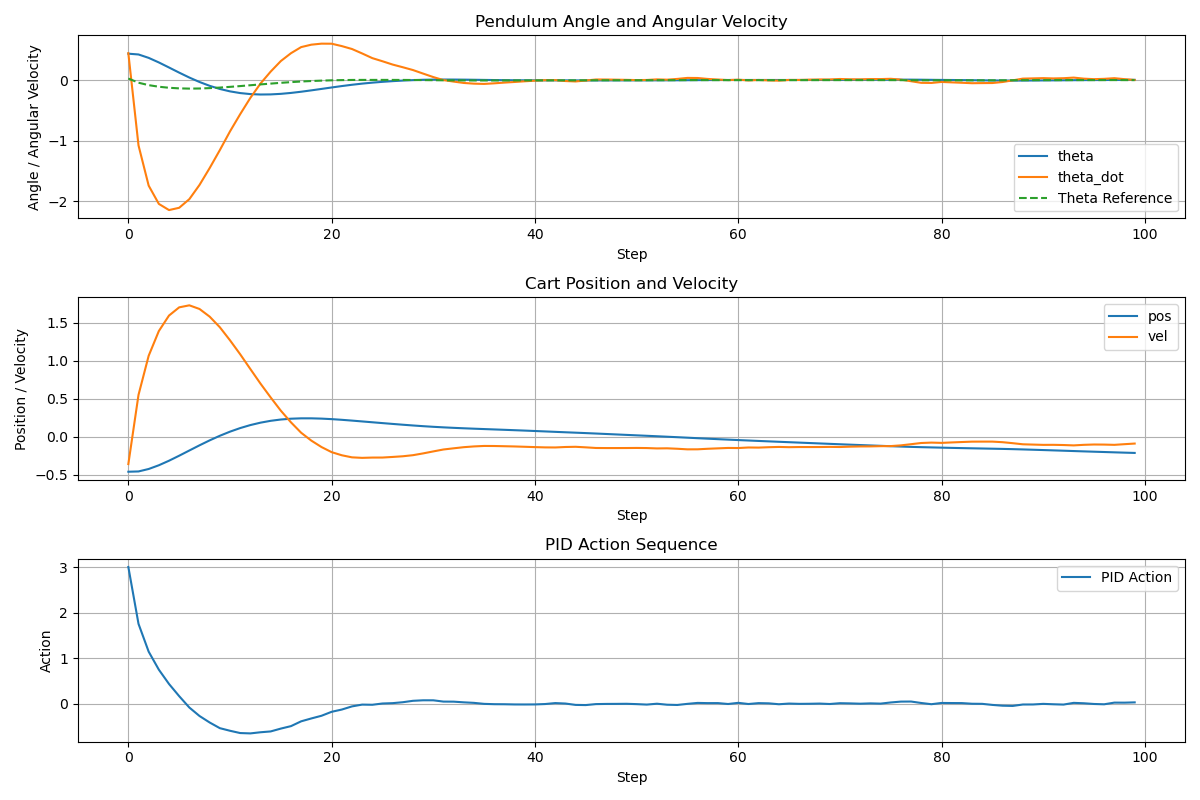 Pendulum Angle and Angular Velocity
Angle / Angular Velocity
0
−1
−2
theta
theta_dot
Theta Reference
0 20 40 60 80 100
Step
Cart Position and Velocity
Position / Velocity
1.5
1.0
0.5
0.0
−0.5
pos
vel
0 20 40 60 80 100
Step
PID Action Sequence
Action
3
2
1
0
PID Action
0 20 40 60 80 100
Step